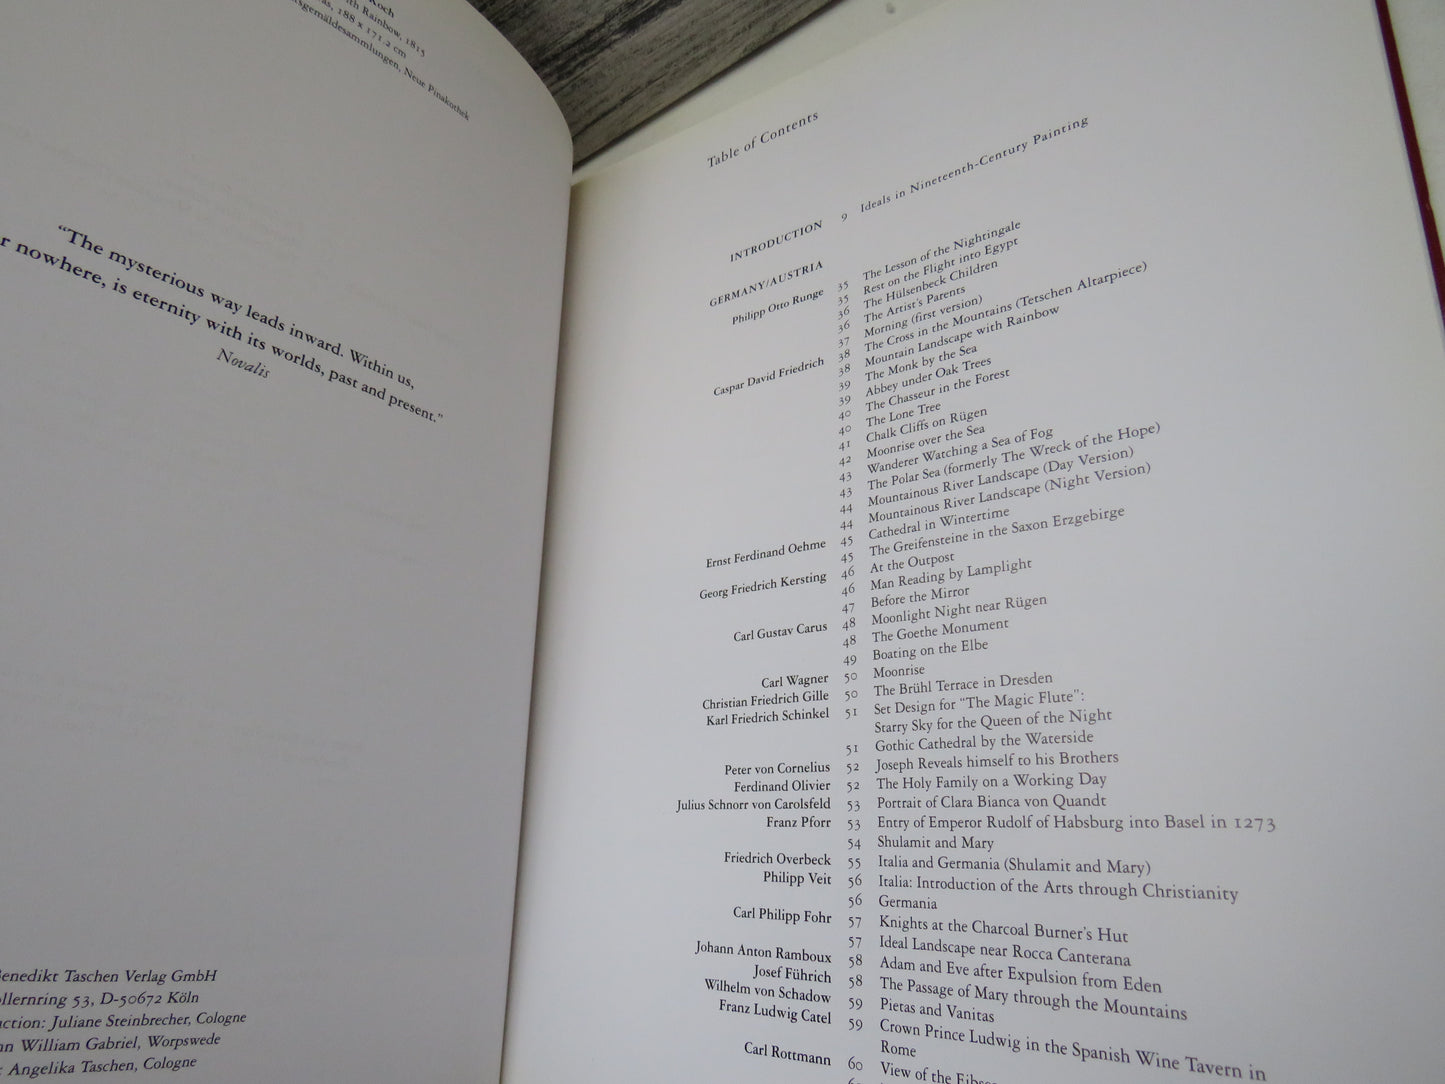 Koch
with Rainbow, 1815
188 x 171.2 cm
Neue Pinakothek
"The mysterious way leads inward. Within us,
nowhere, is eternity with its worlds, past and present."
Novalis
Benedikt Taschen Verlag GmbH
53, D-50672 Köln
Juliane Steinbrecher, Cologne
William Gabriel, Worpswede
Angelika Taschen, Cologne
Table of Contents
INTRODUCTION 9 Ideals in Nineteenth-Century Painting
GERMANY/AUSTRIA
Philipp Otto Runge 35 The Lesson of the Nightingale
35 Rest on the Flight into Egypt
36 The Hülsenbeck Children
36 The Artist's Parents
37 Morning (first version)
Caspar David Friedrich 38 The Cross in the Mountains (Tetschen Altarpiece)
38 Mountain Landscape with Rainbow
39 The Monk by the Sea
39 Abbey under Oak Trees
40 The Chasseur in the Forest
40 The Lone Tree
41 Chalk Cliffs on Rügen
42 Moonrise over the Sea
43 Wanderer Watching a Sea of Fog
43 The Polar Sea (formerly The Wreck of the Hope)
44 Mountainous River Landscape (Day Version)
44 Mountainous River Landscape (Night Version)
Ernst Ferdinand Oehme 45 Cathedral in Wintertime
45 The Greifensteine in the Saxon Erzgebirge
Georg Friedrich Kersting 46 At the Outpost
46 Man Reading by Lamplight
47 Before the Mirror
Carl Gustav Carus 48 Moonlight Night near Rügen
48 The Goethe Monument
49 Boating on the Elbe
Carl Wagner 50 Moonrise
Christian Friedrich Gille 50 The Brühl Terrace in Dresden
Karl Friedrich Schinkel 51 Set Design for "The Magic Flute":
Starry Sky for the Queen of the Night
51 Gothic Cathedral by the Waterside
Peter von Cornelius 52 Joseph Reveals himself to his Brothers
Ferdinand Olivier 52 The Holy Family on a Working Day
Julius Schnorr von Carolsfeld 53 Portrait of Clara Bianca von Quandt
Franz Pforr 53 Entry of Emperor Rudolf of Habsburg into Basel in 1273
54 Shulamit and Mary
Friedrich Overbeck 55 Italia and Germania (Shulamit and Mary)
Philipp Veit 56 Italia: Introduction of the Arts through Christianity
56 Germania
Carl Philipp Fohr 57 Knights at the Charcoal Burner's Hut
57 Ideal Landscape near Rocca Canterana
Johann Anton Ramboux 58 Adam and Eve after Expulsion from Eden
Josef Führich 58 The Passage of Mary through the Mountains
Wilhelm von Schadow 59 Pietas and Vanitas
Franz Ludwig Catel 59 Crown Prince Ludwig in the Spanish Wine Tavern in
Rome
Carl Rottmann 60 View of the